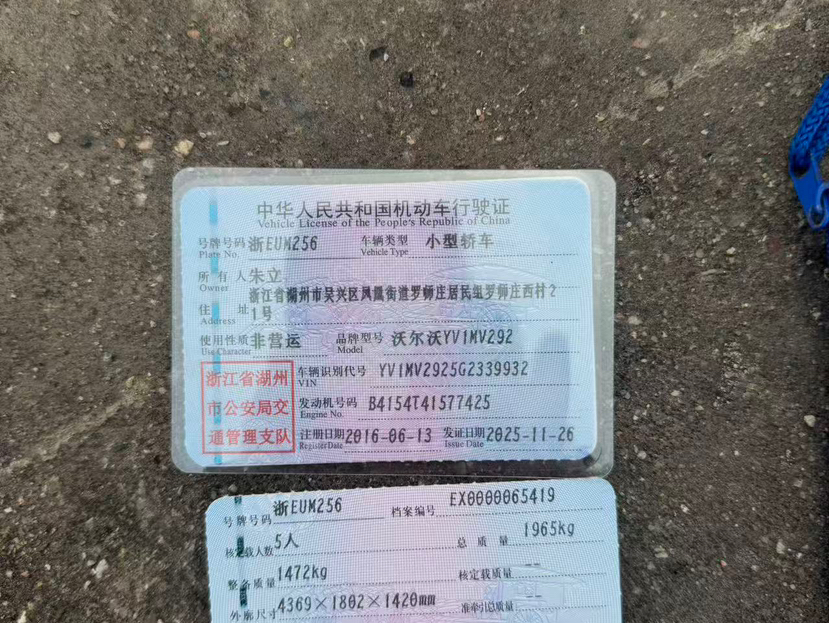 中华人民共和国机动车行驶证
Vehicle License of the People's Republic of China
号牌号码 浙EUM256 车辆类型 小型轿车
Plate No. Vehicle Type
所有人 朱立
Owner
住址 浙江省湖州市吴兴区凤凰街道罗师庄居民组罗师庄西村2
Address 1号
使用性质 非营运 品牌型号 沃尔沃YV1MV292
Use Character Model
浙江省湖州 车辆识别代号 YV1MV2925G2339932
VIN
市公安局交 发动机号码 B4154T41577425
Engine No.
通管理支队 注册日期 2016-06-13 发证日期 2025-11-26
Register Date Issue Date
号牌号码 浙EUM256 档案编号 EX0000065419
核定载人数 5人 总质量 1965kg
整备质量 1472kg 核定载质量 --
外廓尺寸 4369×1802×1420mm 准牵引总质量 --